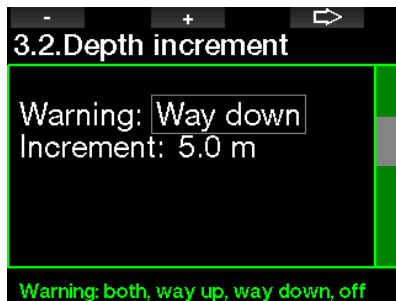 - +
3.2.Depth increment
Warning: Way down
Increment: 5.0 m
Warning: both, way up, way down, off